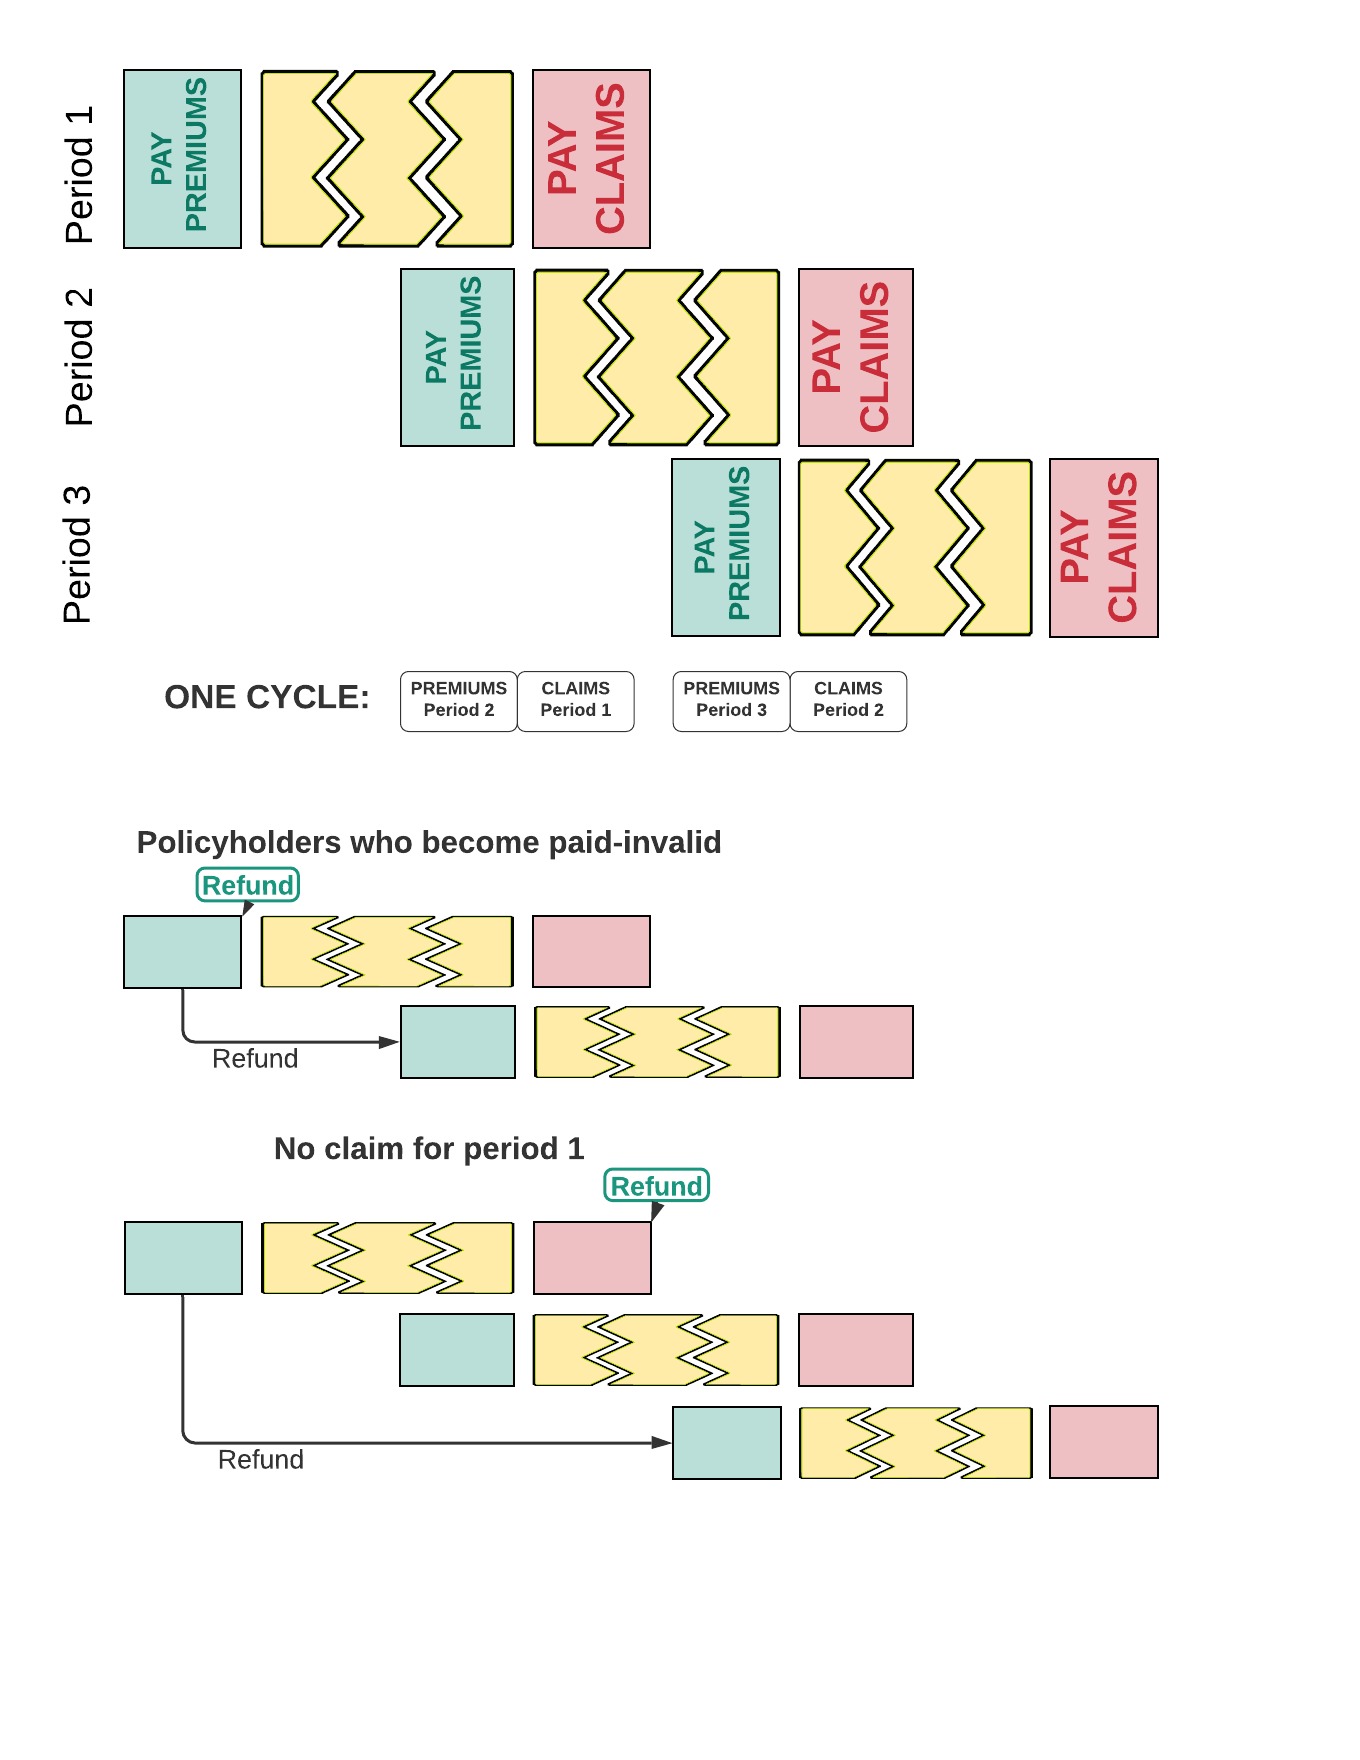 Period 1
PAY
PREMIUMS
PAY
CLAIMS
Period 2
PAY
PREMIUMS
PAY
CLAIMS
Period 3
PAY
PREMIUMS
PAY
CLAIMS
ONE CYCLE:
PREMIUMS
Period 2
CLAIMS
Period 1
PREMIUMS
Period 3
CLAIMS
Period 2
Policyholders who become paid-invalid
Refund
Refund
No claim for period 1
Refund
Refund